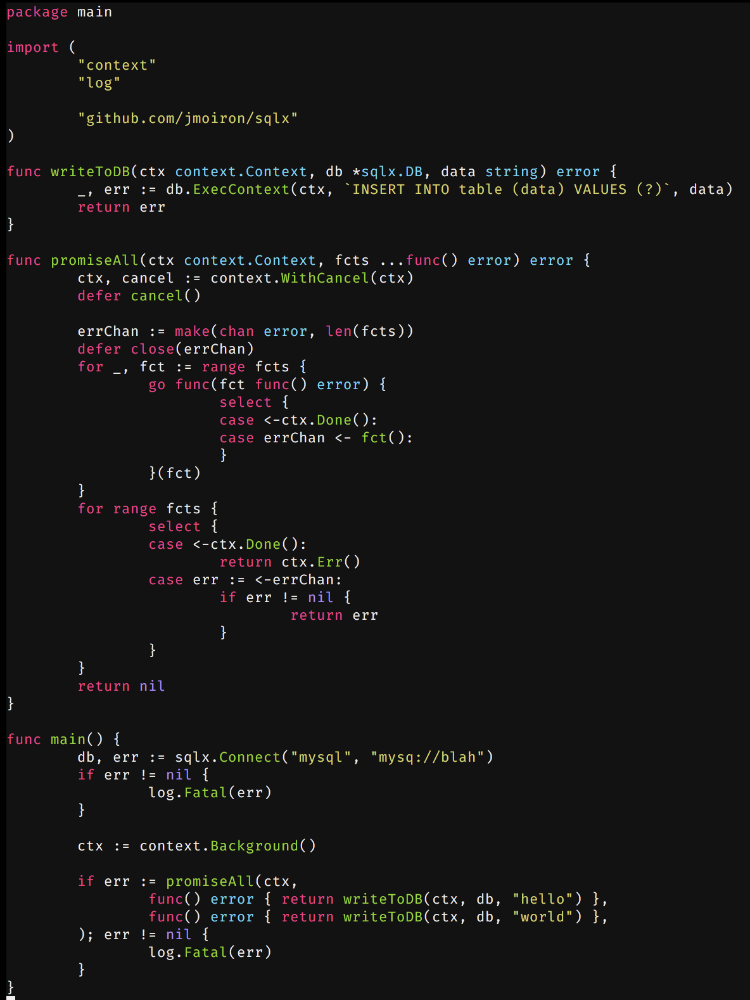 package main

import (
        "context"
        "log"

        "github.com/jmoiron/sqlx"
)

func writeToDB(ctx context.Context, db *sqlx.DB, data string) error {
        _, err := db.ExecContext(ctx, `INSERT INTO table (data) VALUES (?)`, data)
        return err
}

func promiseAll(ctx context.Context, fcts ...func() error) error {
        ctx, cancel := context.WithCancel(ctx)
        defer cancel()

        errChan := make(chan error, len(fcts))
        defer close(errChan)
        for _, fct := range fcts {
                go func(fct func() error) {
                        select {
                        case <-ctx.Done():
                        case errChan <- fct():
                        }
                }(fct)
        }
        for range fcts {
                select {
                case <-ctx.Done():
                        return ctx.Err()
                case err := <-errChan:
                        if err != nil {
                                return err
                        }
                }
        }
        return nil
}

func main() {
        db, err := sqlx.Connect("mysql", "mysq://blah")
        if err != nil {
                log.Fatal(err)
        }

        ctx := context.Background()

        if err := promiseAll(ctx,
                func() error { return writeToDB(ctx, db, "hello") },
                func() error { return writeToDB(ctx, db, "world") },
        ); err != nil {
                log.Fatal(err)
        }
}